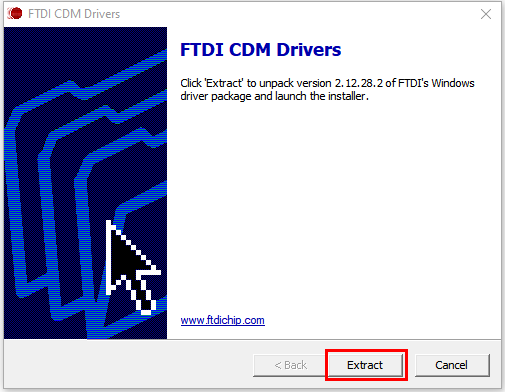 FTDI CDM Drivers
FTDI CDM Drivers
Click 'Extract' to unpack version 2.12.28.2 of FTDI's Windows
driver package and launch the installer.
www.ftdichip.com
< Back Extract Cancel